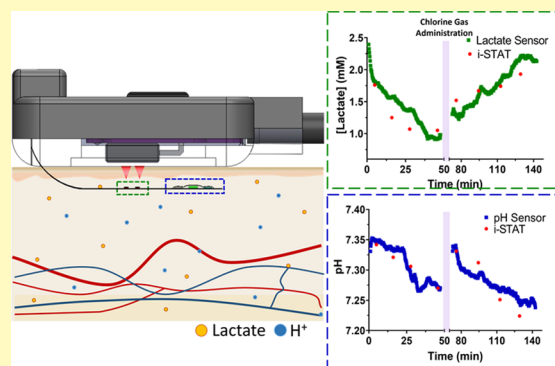 Chlorine Gas
Administration
Lactate Sensor
i-STAT
[Lactate] (mM)
2.5
2.0
1.5
1.0
0.5
0 25 50 80 110 140
Time (min)
pH Sensor
i-STAT
pH
7.35
7.30
7.25
7.20
0 25 50 80 110 140
Time (min)
Lactate H⁺